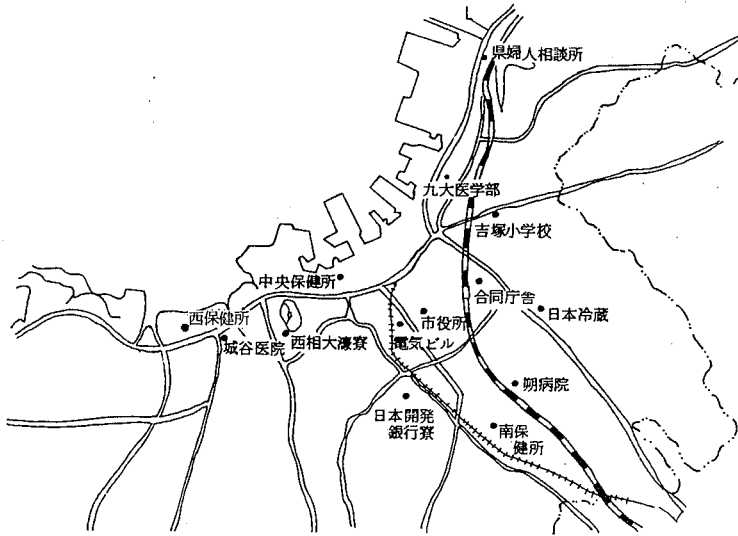 県婦人相談所
九大医学部
吉塚小学校
中央保健所
合同庁舎
日本冷蔵
市役所
西保健所
城谷医院
西相大濠寮
電気ビル
朔病院
日本開発
銀行寮
南保
健所